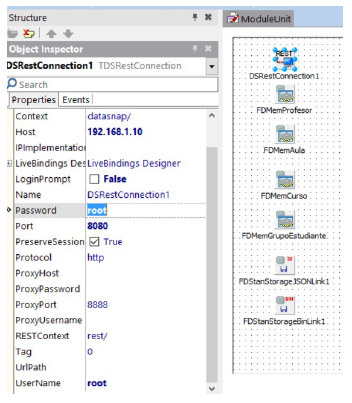 Structure
ModuleUnit
Object Inspector
DSRestConnection1 TDSRestConnection
Search
Properties Events
Context datasnap/
Host 192.168.1.10
IPImplementation
LiveBindings Des LiveBindings Designer
LoginPrompt False
Name DSRestConnection1
Password root
Port 8080
PreserveSession True
Protocol http
ProxyHost
ProxyPassword
ProxyPort 8888
ProxyUsername
RESTContext rest/
Tag 0
UrlPath
UserName root
REST
DSRestConnection1
FDMemProfesor
FDMemAula
FDMemCurso
FDMemGrupoEstudiante
FDStanStorageJSONLink1
FDStanStorageBinLink1